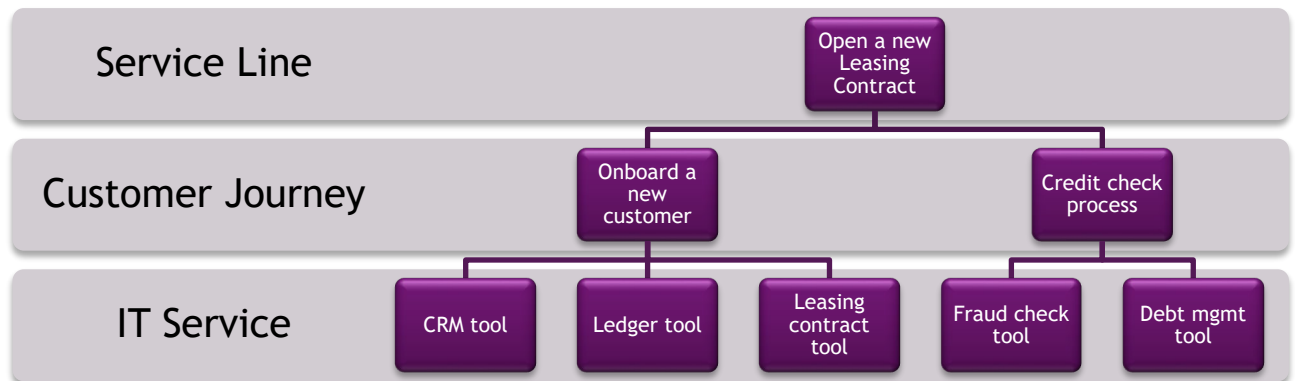 Service Line
Open a new
Leasing
Contract
Customer Journey
Onboard a
new
customer
Credit check
process
IT Service
CRM tool
Ledger tool
Leasing
contract
tool
Fraud check
tool
Debt mgmt
tool